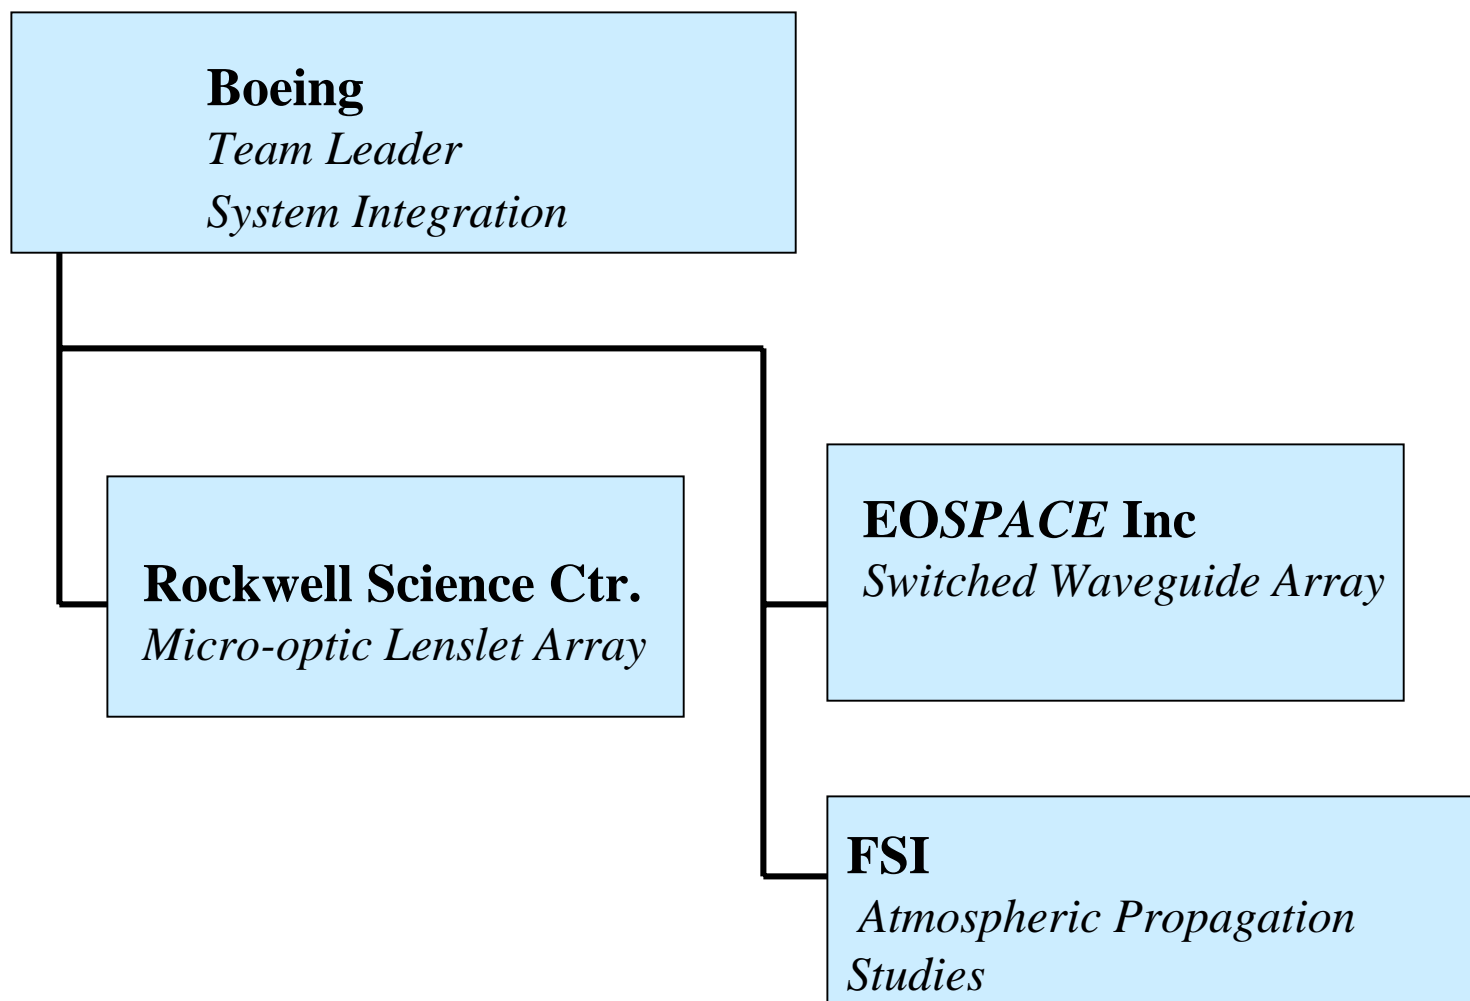 Boeing
Team Leader
System Integration
Rockwell Science Ctr.
Micro-optic Lenslet Array
EOSPACE Inc
Switched Waveguide Array
FSI
Atmospheric Propagation
Studies